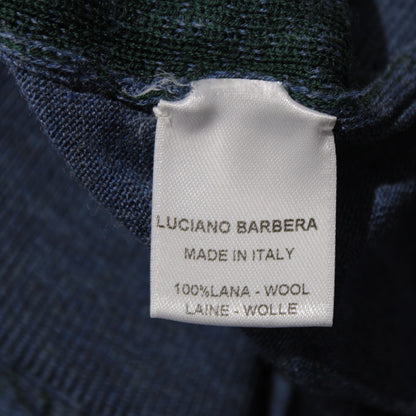 LUCIANO BARBERA
MADE IN ITALY
100%LANA - WOOL
LAINE - WOLLE